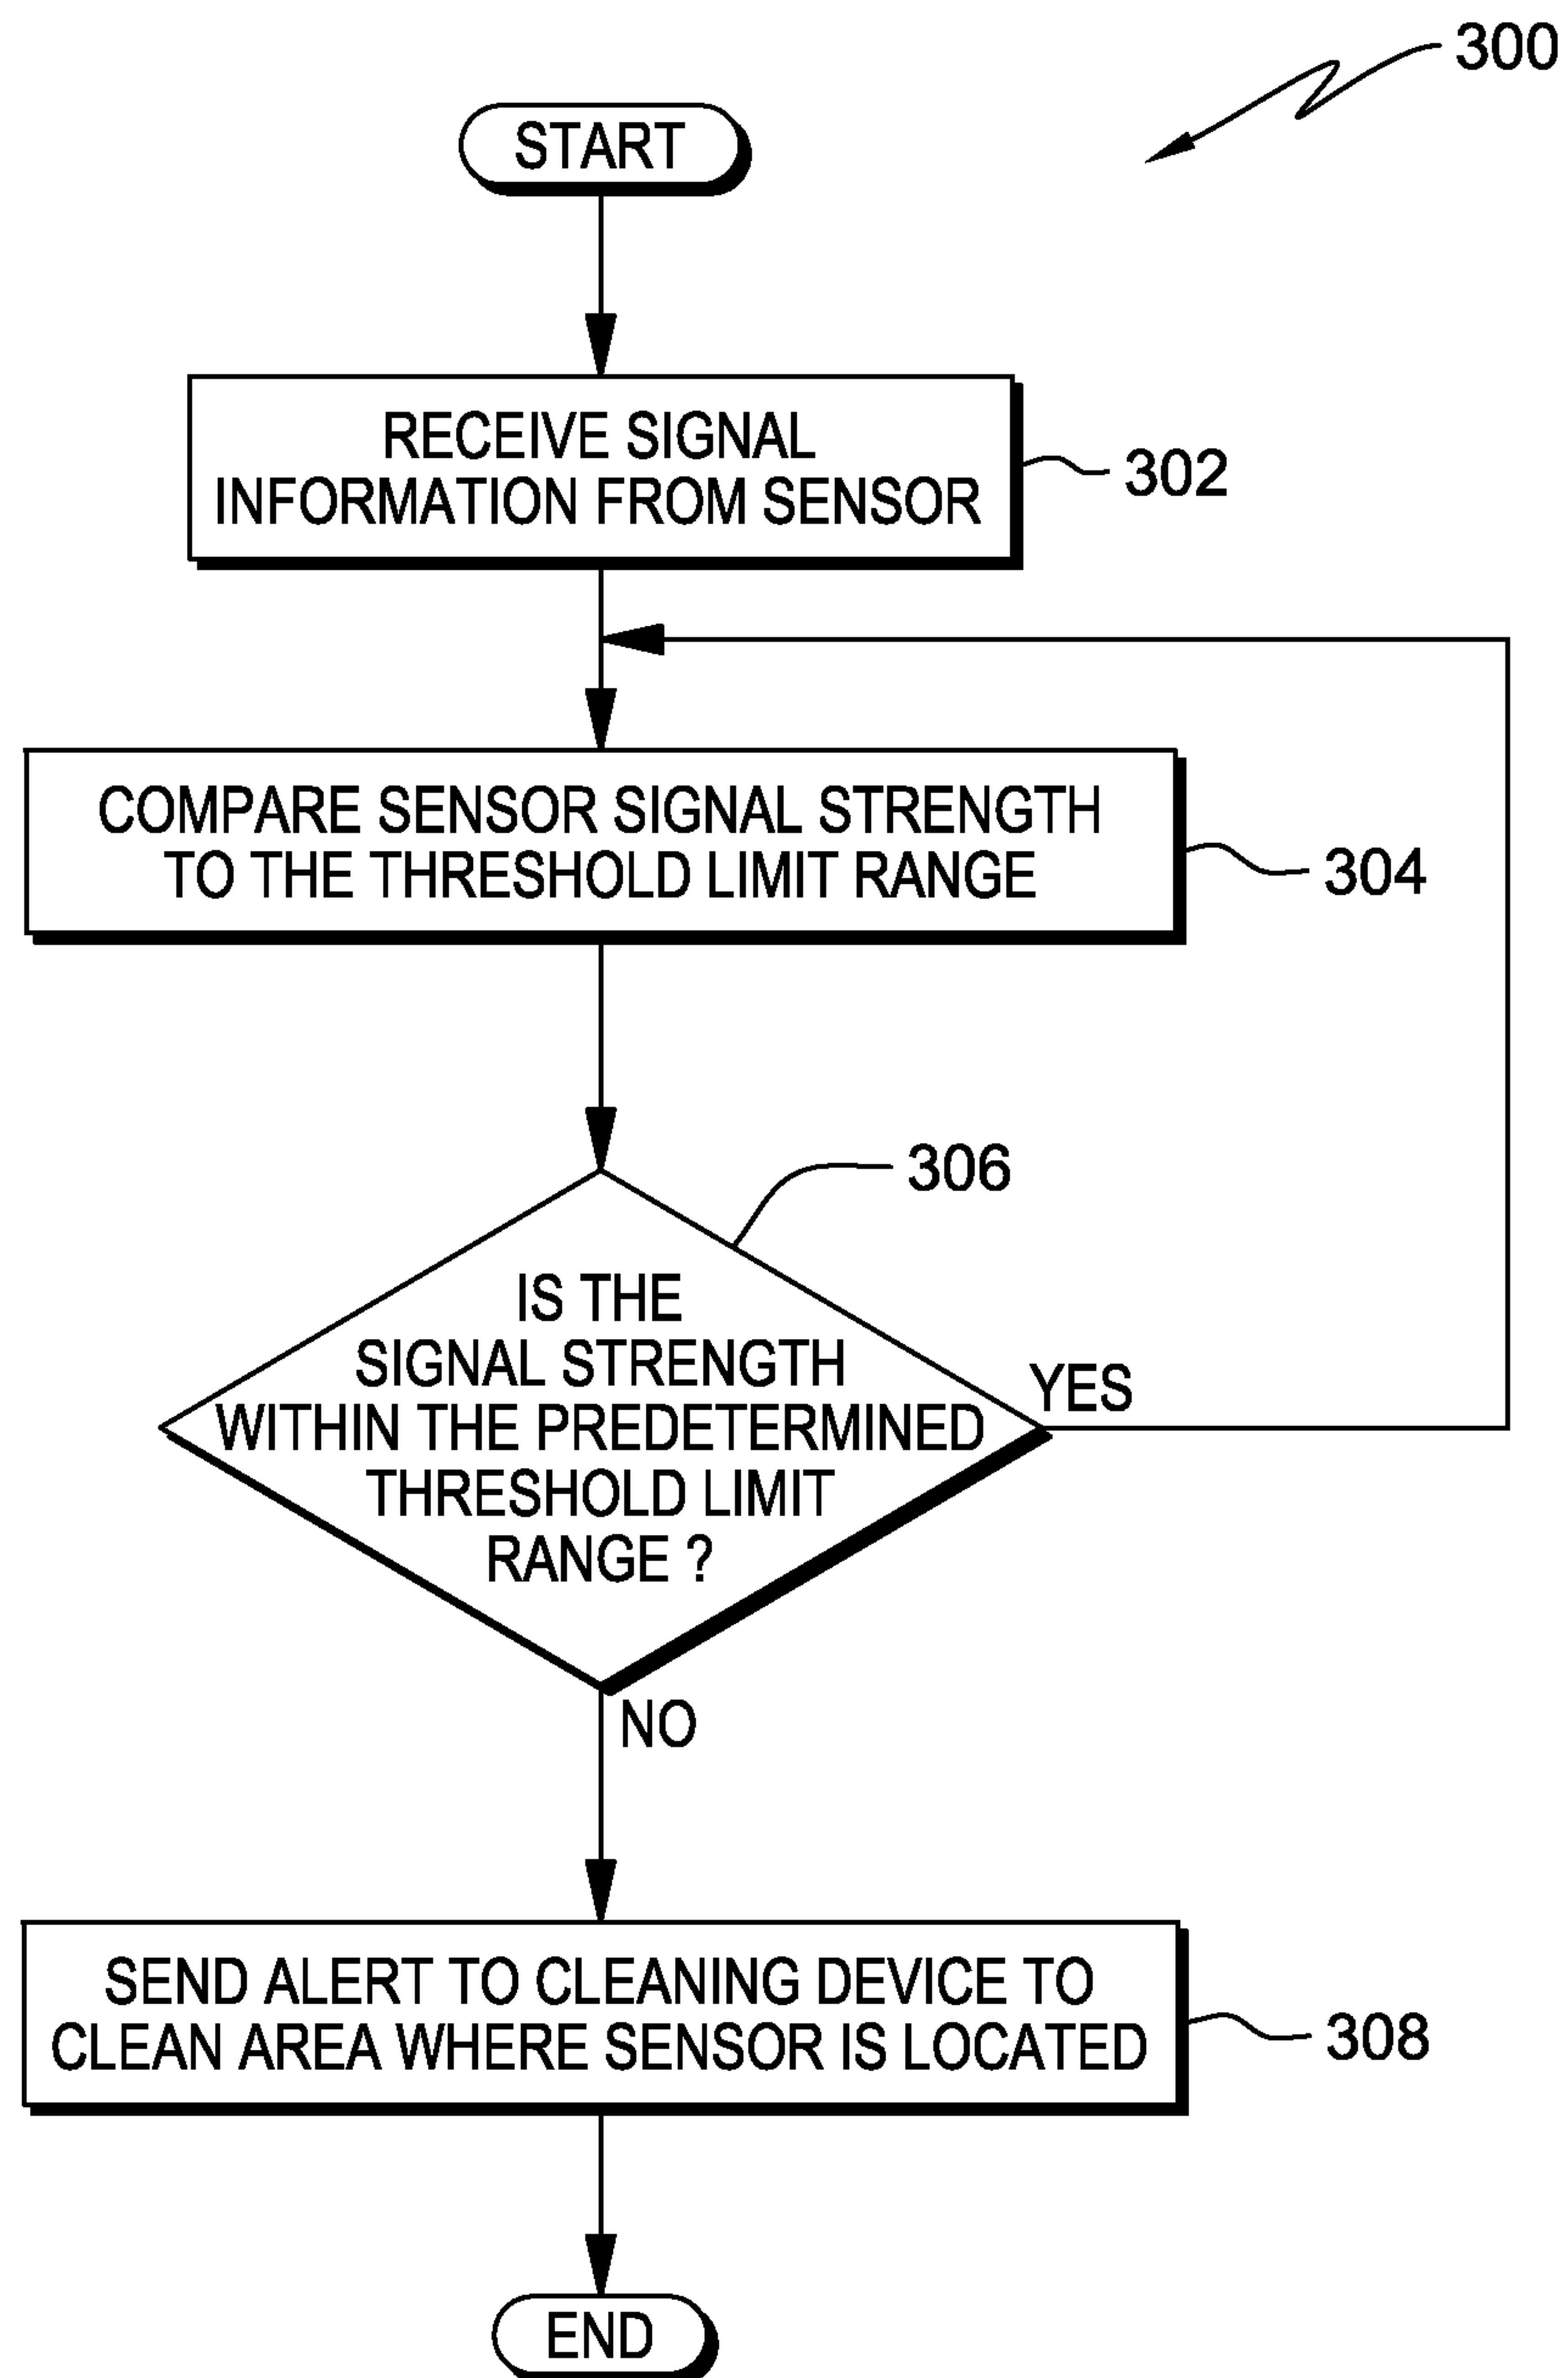 300
START
RECEIVE SIGNAL
INFORMATION FROM SENSOR
302
COMPARE SENSOR SIGNAL STRENGTH
TO THE THRESHOLD LIMIT RANGE
304
306
IS THE
SIGNAL STRENGTH
WITHIN THE PREDETERMINED
THRESHOLD LIMIT
RANGE ?
YES
NO
SEND ALERT TO CLEANING DEVICE TO
CLEAN AREA WHERE SENSOR IS LOCATED
308
END